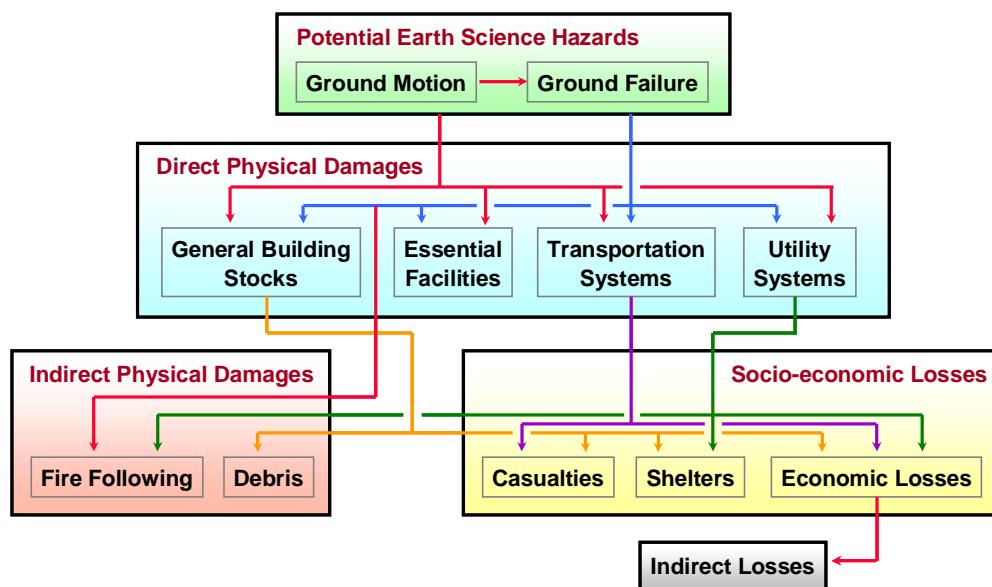 Potential Earth Science Hazards
Ground Motion
Ground Failure
Direct Physical Damages
General Building
Stocks
Essential
Facilities
Transportation
Systems
Utility
Systems
Indirect Physical Damages
Fire Following
Debris
Socio-economic Losses
Casualties
Shelters
Economic Losses
Indirect Losses